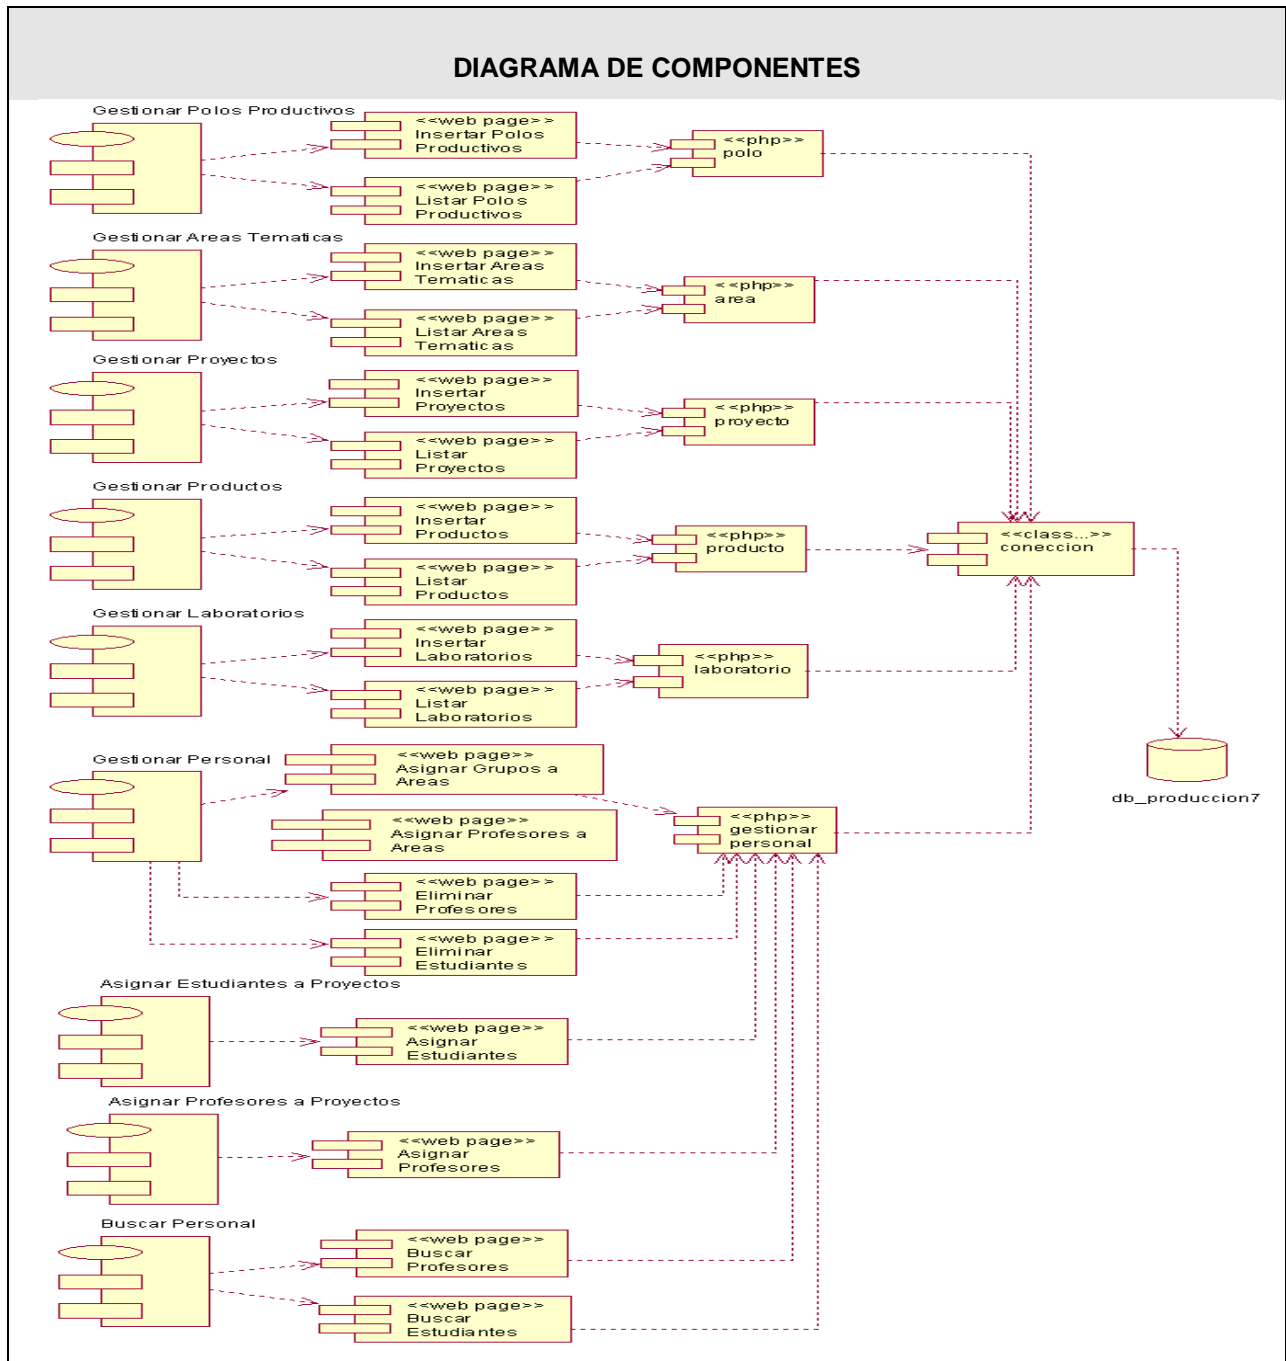 DIAGRAMA DE COMPONENTES
Gestionar Polos Productivos
<<web page>>
Insertar Polos
Productivos
<<php>>
polo
<<web page>>
Listar Polos
Productivos
Gestionar Areas Tematicas
<<web page>>
Insertar Areas
Tematicas
<<php>>
area
<<web page>>
Listar Areas
Tematicas
Gestionar Proyectos
<<web page>>
Insertar
Proyectos
<<php>>
proyecto
<<web page>>
Listar
Proyectos
Gestionar Productos
<<web page>>
Insertar
Productos
<<php>>
producto
<<class...>>
coneccion
<<web page>>
Listar
Productos
Gestionar Laboratorios
<<web page>>
Insertar
Laboratorios
<<php>>
laboratorio
<<web page>>
Listar
Laboratorios
Gestionar Personal
<<web page>>
Asignar Grupos a
Areas
db_produccion7
<<web page>>
Asignar Profesores a
Areas
<<php>>
gestionar
personal
<<web page>>
Eliminar
Profesores
<<web page>>
Eliminar
Estudiantes
Asignar Estudiantes a Proyectos
<<web page>>
Asignar
Estudiantes
Asignar Profesores a Proyectos
<<web page>>
Asignar
Profesores
Buscar Personal
<<web page>>
Buscar
Profesores
<<web page>>
Buscar
Estudiantes